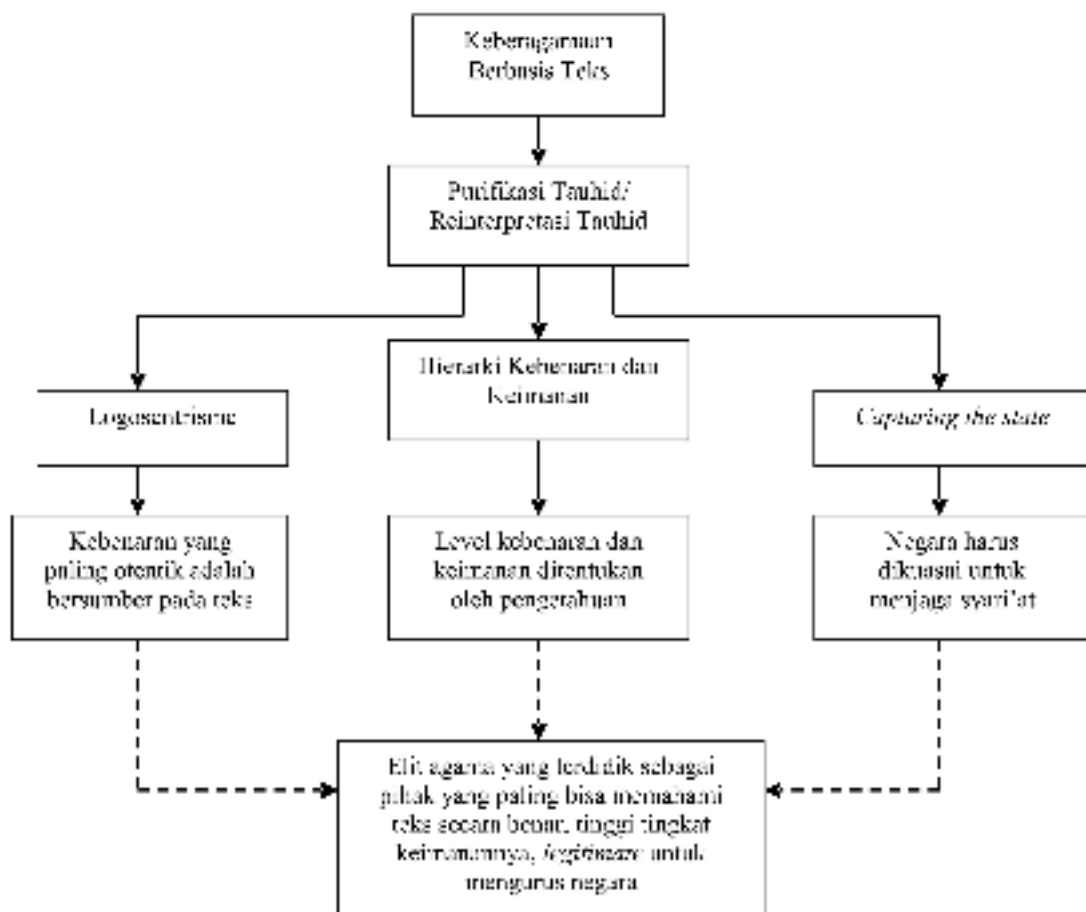 Keberagamaan
Berbasis Teks
Purifikasi Tauhid/
Reinterpretasi Tauhid
Hierarki Kebenaran dan
Keimanan
Logosentrisme
Capturing the state
Kebenaran yang
paling otentik adalah
bersumber pada teks
Level kebenaran dan
keimanan ditentukan
oleh pengetahuan
Negara harus
dikuasai untuk
menjaga syari'at
Elit agama yang terdidik sebagai
pihak yang paling bisa memahami
teks secara benar, tinggi tingkat
keimanannya, legitimate untuk
mengurus negara